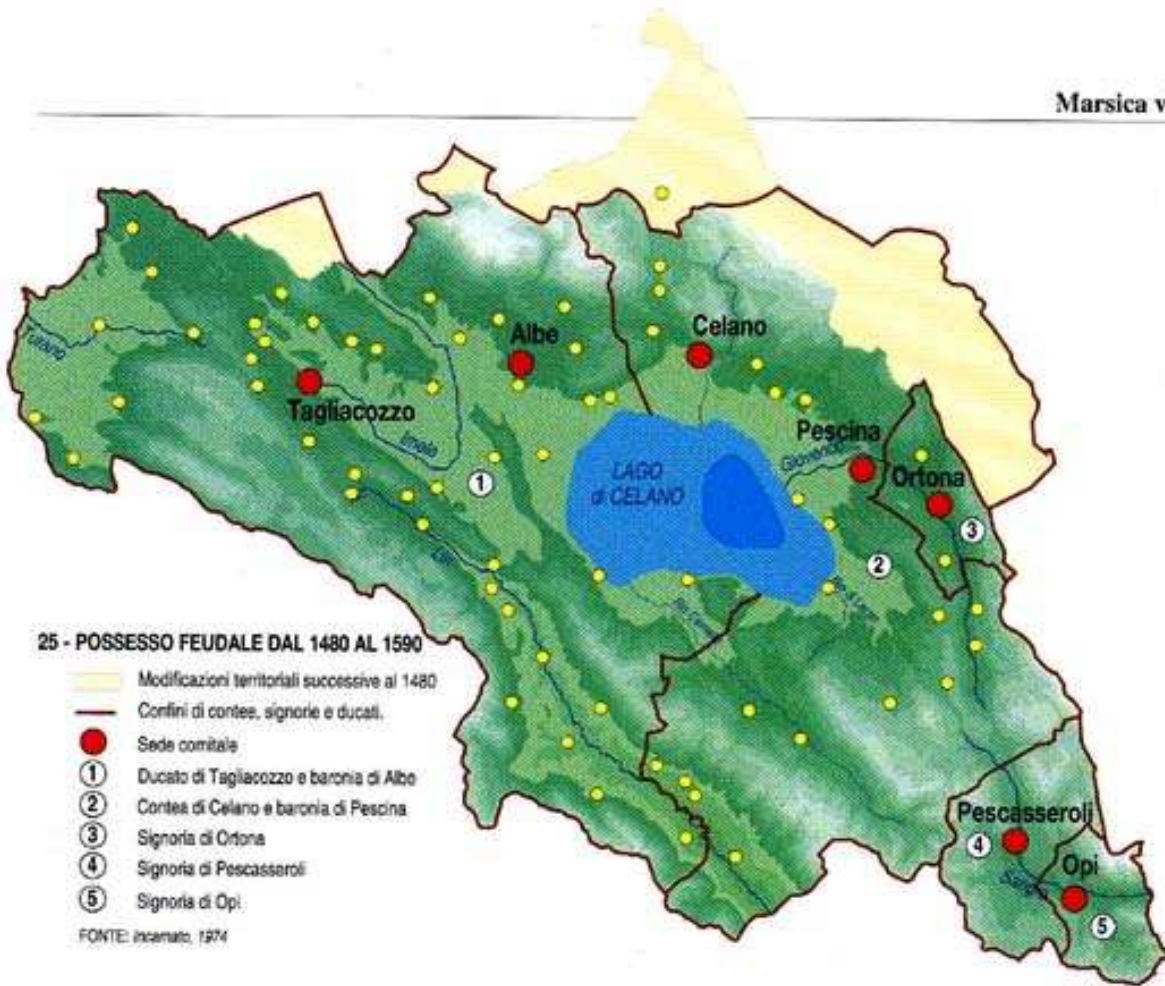 Marsica v
Albe
Celano
Turano
Tagliacozzo
Imele
Pescina
Giovenco
Ortona
LAGO
di CELANO
1
3
2
Liri
25 - POSSESSO FEUDALE DAL 1480 AL 1590
Modificazioni territoriali successive al 1480
Confini di contee, signorie e ducati.
Sede comitale
1 Ducato di Tagliacozzo e baronia di Albe
2 Contea di Celano e baronia di Pescina
3 Signoria di Ortona
4 Signoria di Pescasseroli
5 Signoria di Opi
FONTE: Incarnato, 1974
Pescasseroli
4
Opi
Sangro
5